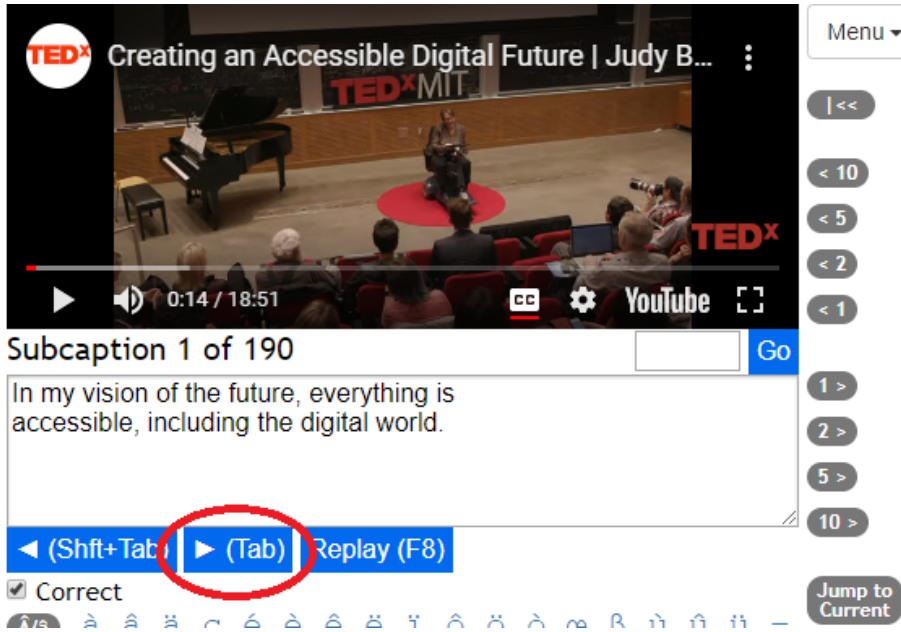 TEDx Creating an Accessible Digital Future | Judy B...
TEDxMIT
TEDx
0:14 / 18:51
CC
YouTube
Menu
|<<
< 10
< 5
< 2
< 1
Subcaption 1 of 190
Go
In my vision of the future, everything is
accessible, including the digital world.
1 >
2 >
5 >
10 >
◄ (Shft+Tab)
► (Tab)
Replay (F8)
Correct
Jump to
Current
à â ä ç é è ê ë ï ô ö ò œ ß ù û ü